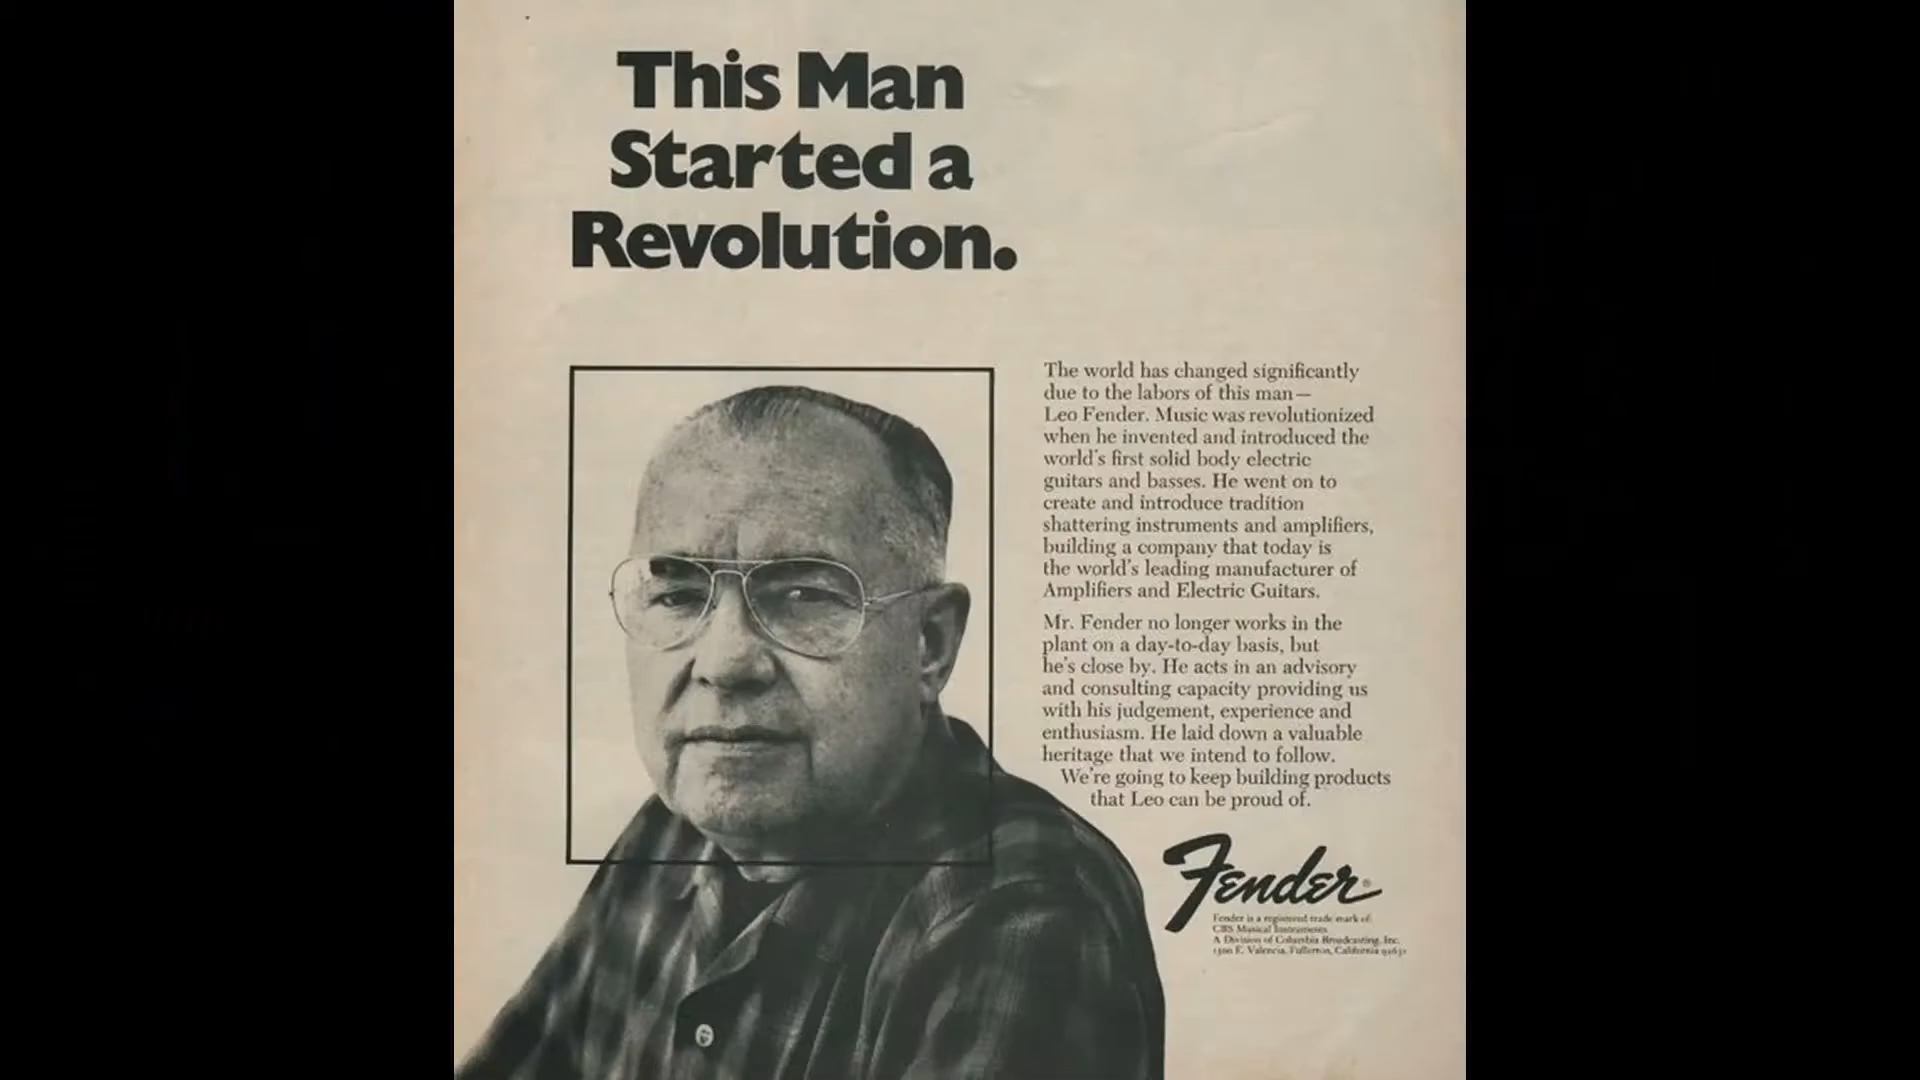 This Man
Started a
Revolution.
The world has changed significantly
due to the labors of this man—
Leo Fender. Music was revolutionized
when he invented and introduced the
world's first solid body electric
guitars and basses. He went on to
create and introduce tradition
shattering instruments and amplifiers,
building a company that today is
the world's leading manufacturer of
Amplifiers and Electric Guitars.
Mr. Fender no longer works in the
plant on a day-to-day basis, but
he's close by. He acts in an advisory
and consulting capacity providing us
with his judgement, experience and
enthusiasm. He laid down a valuable
heritage that we intend to follow.
We're going to keep building products
that Leo can be proud of.
Fender®
Fender is a registered trade mark of
CBS Musical Instruments
A Division of Columbia Broadcasting, Inc.
1300 E. Valencia, Fullerton, California